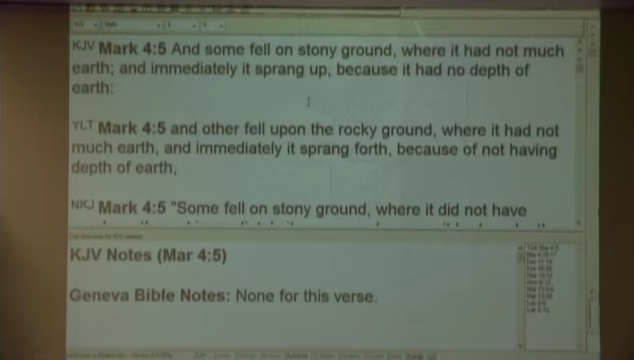 KJV Mark 4:5 And some fell on stony ground, where it had not much
earth; and immediately it sprang up, because it had no depth of
earth:
YLT Mark 4:5 and other fell upon the rocky ground, where it had not
much earth, and immediately it sprang forth, because of not having
depth of earth,
NKJ Mark 4:5 "Some fell on stony ground, where it did not have
KJV Notes (Mar 4:5)
Geneva Bible Notes: None for this verse.